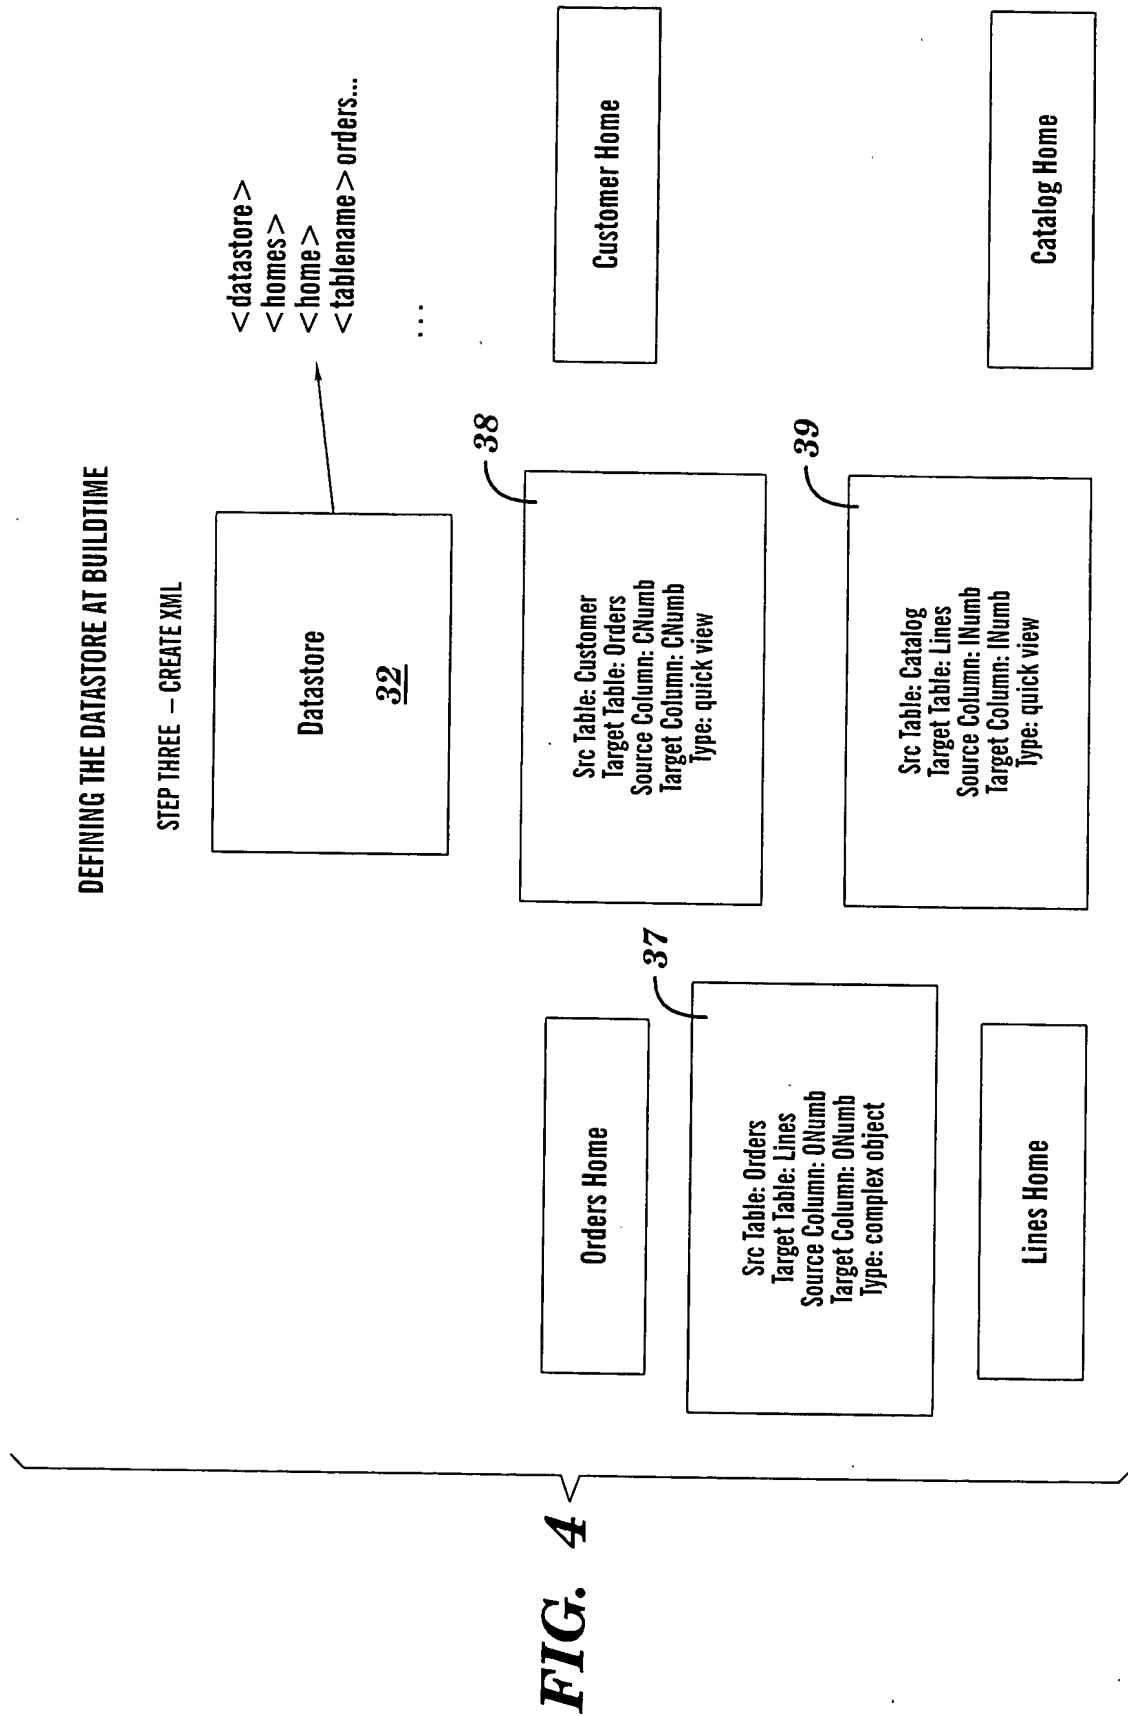 DEFINING THE DATASTORE AT BUILDTIME
STEP THREE – CREATE XML
Datastore
32
<datastore>
<homes>
<home>
<tablename> orders...
...
Orders Home
37
Src Table: Orders
Target Table: Lines
Source Column: ONumb
Target Column: ONumb
Type: complex object
Lines Home
38
Src Table: Customer
Target Table: Orders
Source Column: CNumb
Target Column: CNumb
Type: quick view
39
Src Table: Catalog
Target Table: Lines
Source Column: INumb
Target Column: INumb
Type: quick view
Customer Home
Catalog Home
FIG. 4